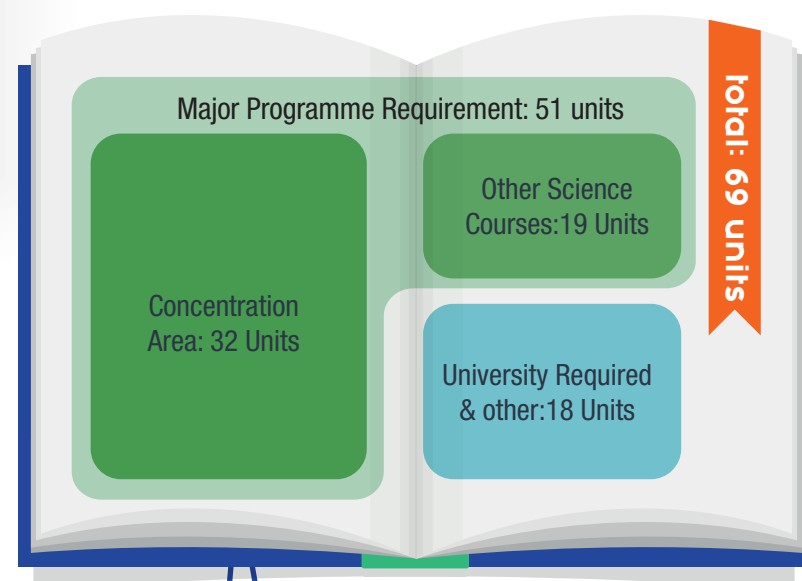 Major Programme Requirement: 51 units
Concentration
Area: 32 Units
Other Science
Courses:19 Units
University Required
& other:18 Units
total: 69 units